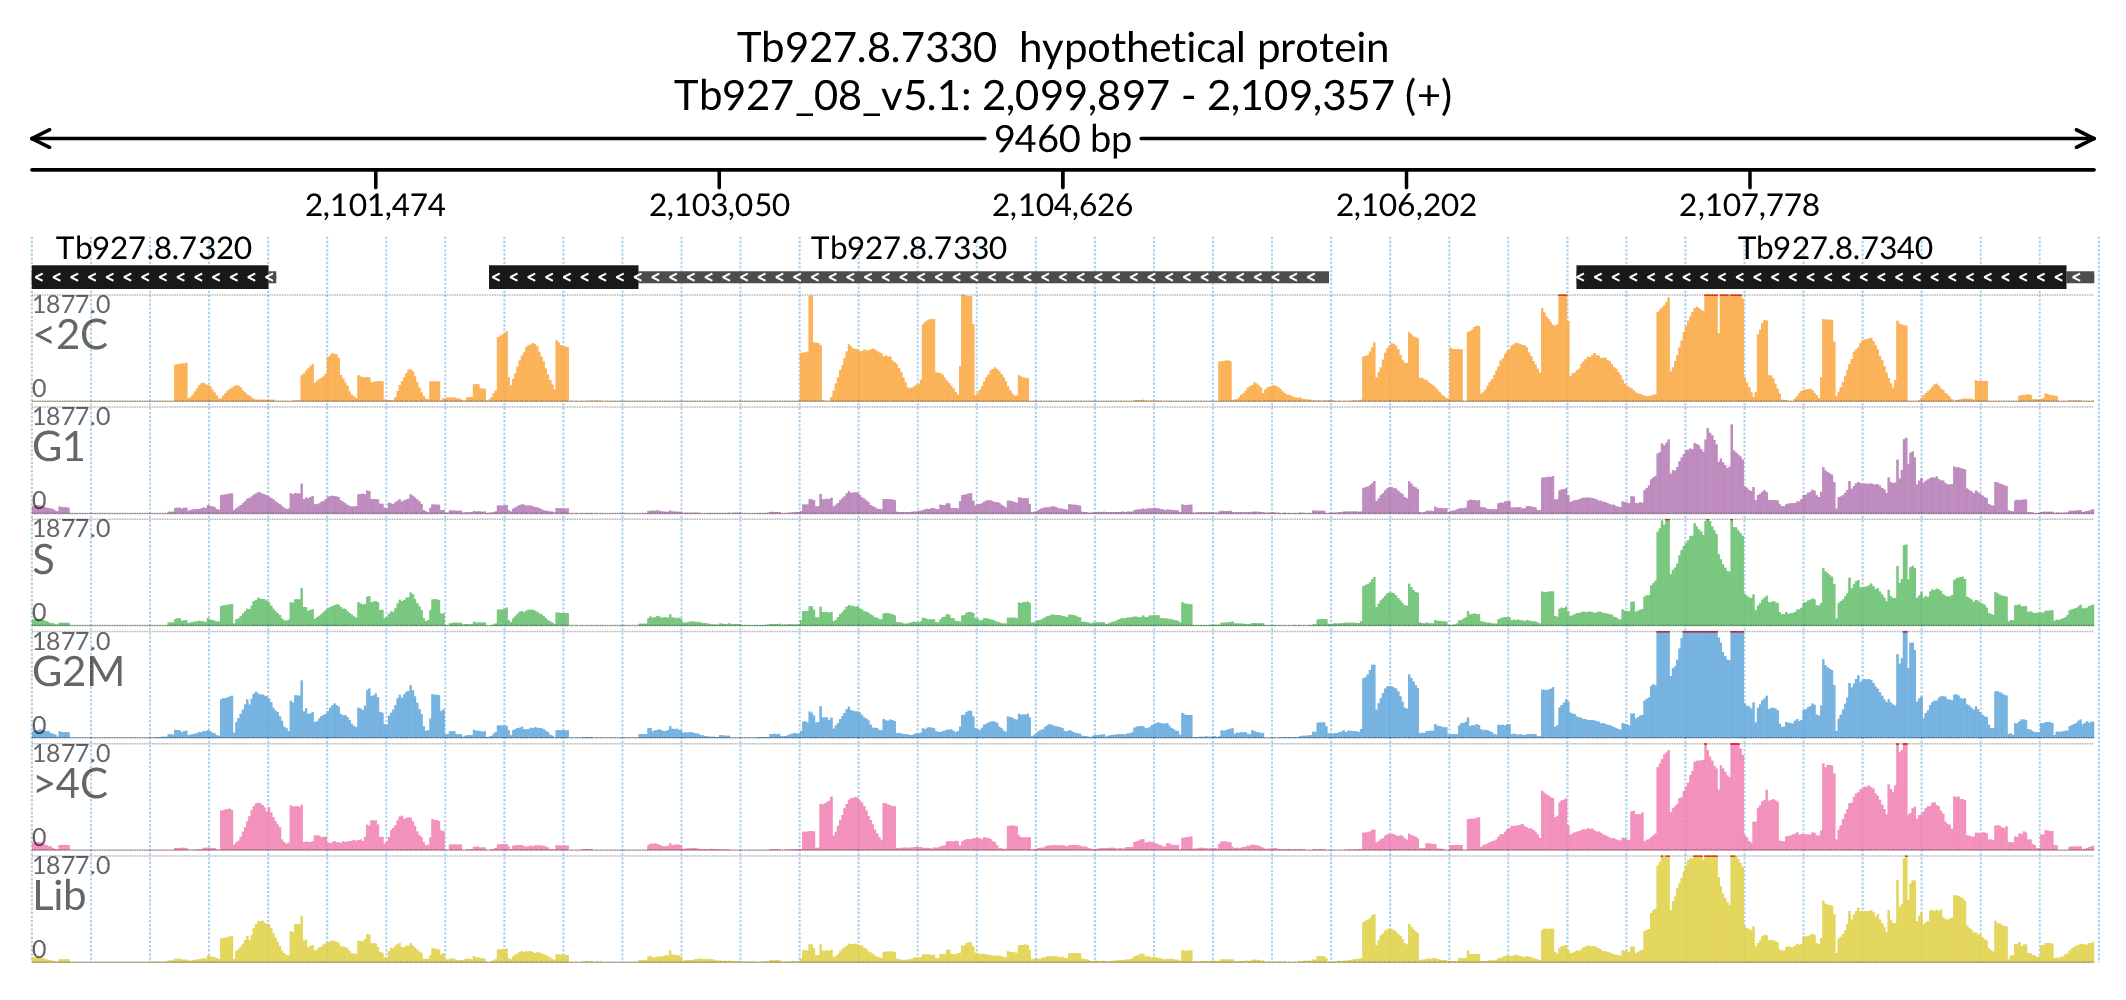 Tb927.8.7330 hypothetical protein
Tb927_08_v5.1: 2,099,897 - 2,109,357 (+)
9460 bp
2,101,474 2,103,050 2,104,626 2,106,202 2,107,778
Tb927.8.7320 Tb927.8.7330 Tb927.8.7340
1877.0
<2C
0
1877.0
G1
0
1877.0
S
0
1877.0
G2M
0
1877.0
>4C
0
1877.0
Lib
0